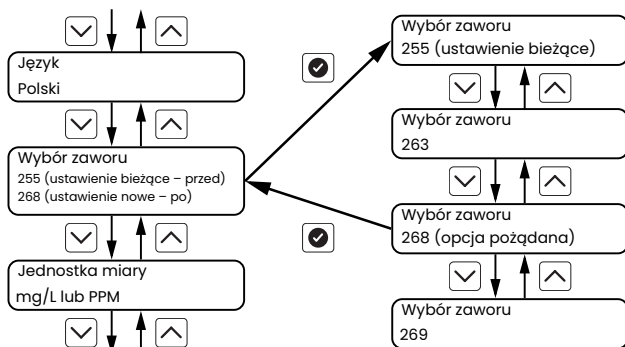 Język
Polski
Wybór zaworu
255 (ustawienie bieżące – przed)
268 (ustawienie nowe – po)
Jednostka miary
mg/L lub PPM
Wybór zaworu
255 (ustawienie bieżące)
Wybór zaworu
263
Wybór zaworu
268 (opcja pożądana)
Wybór zaworu
269